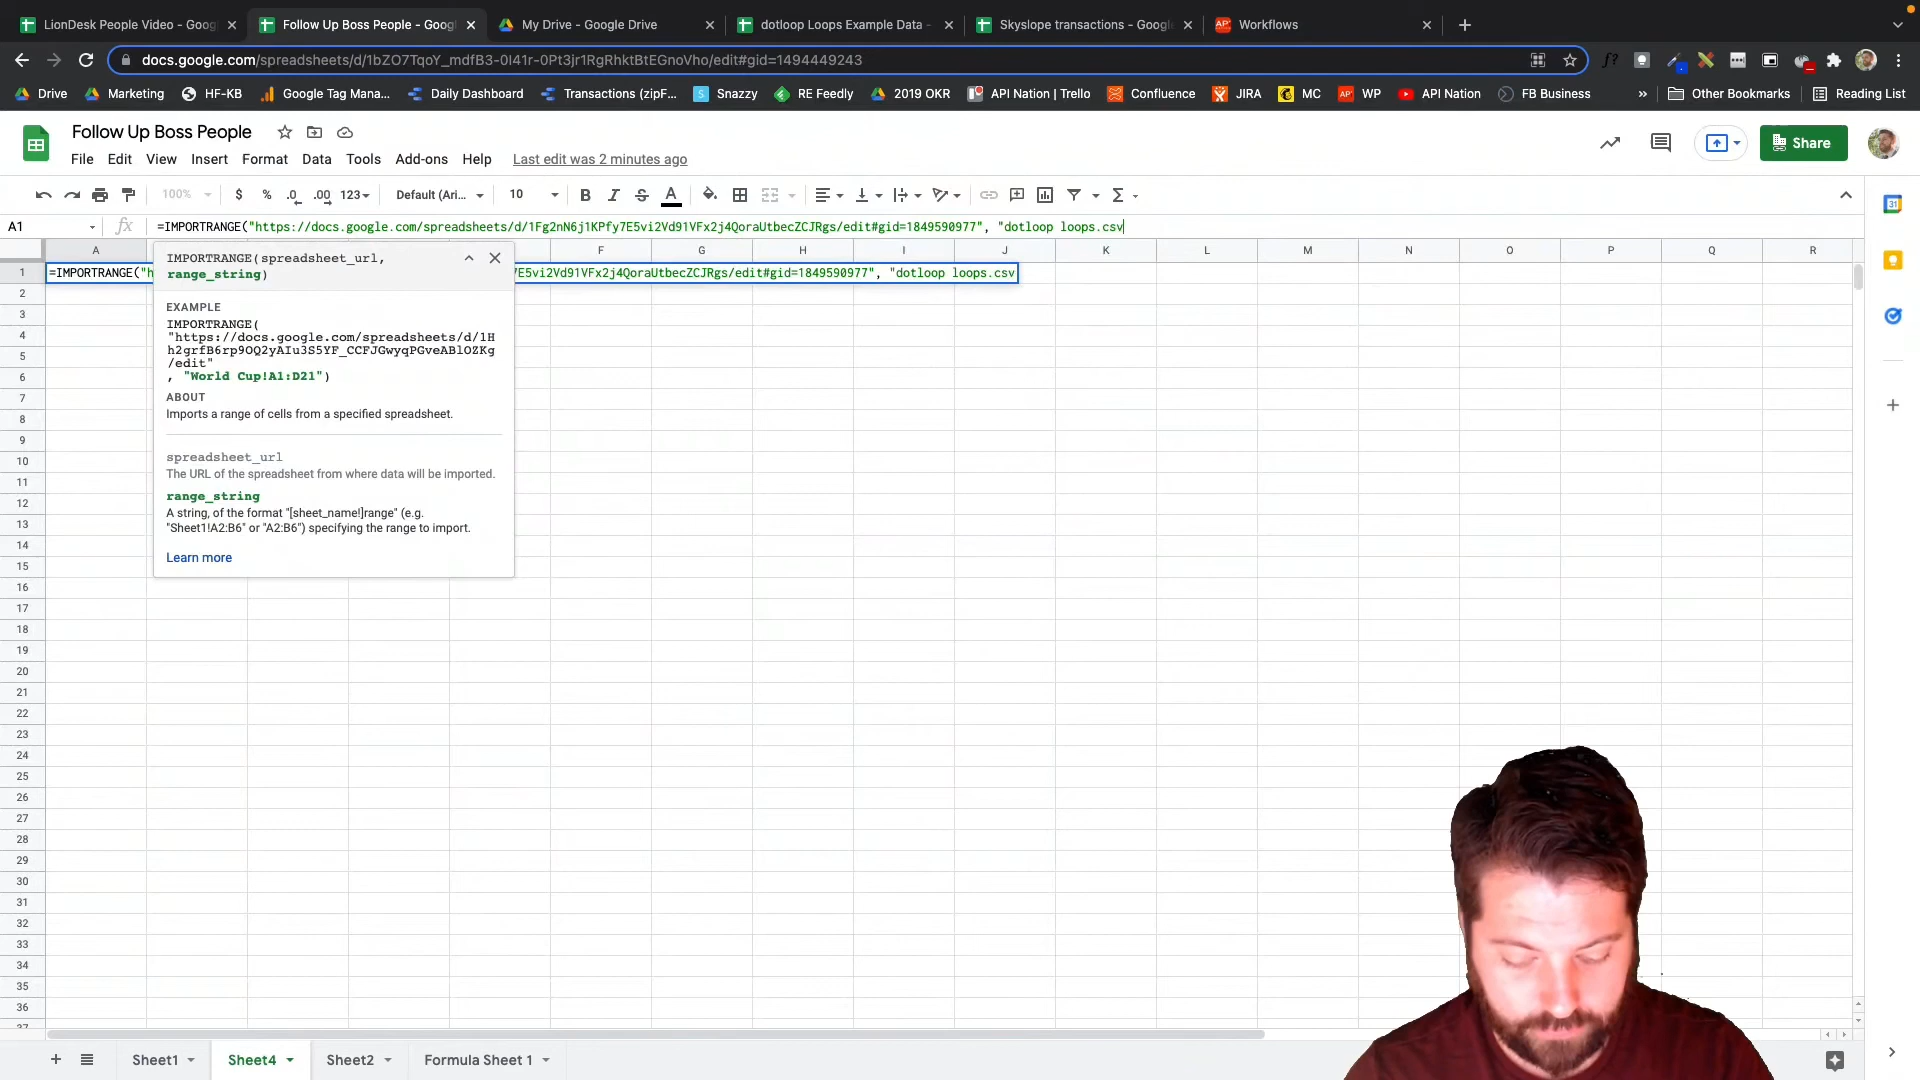 LionDesk People Video - Goog
Follow Up Boss People - Goog
My Drive - Google Drive
dotloop Loops Example Data -
Skyslope transactions - Google
Workflows
docs.google.com/spreadsheets/d/1bZO7TqoY_mdfB3-0I41r-0Pt3jr1RgRhktBtEGnoVho/edit#gid=1494449243
Drive
Marketing
HF-KB
Google Tag Mana...
Daily Dashboard
Transactions (zipF...
Snazzy
RE Feedly
2019 OKR
API Nation | Trello
Confluence
JIRA
MC
WP
API Nation
FB Business
»
Other Bookmarks
Reading List
Follow Up Boss People
Share
File Edit View Insert Format Data Tools Add-ons Help Last edit was 2 minutes ago
100% $ % .0 .00 123 Default (Ari... 10 B I S A
A1 fx =IMPORTRANGE("https://docs.google.com/spreadsheets/d/1Fg2nN6j1KPfy7E5vi2Vd91VFx2j4QoraUtbecZCJRgs/edit#gid=1849590977", "dotloop loops.csv
A F G H I J K L M N O P Q R
1 =IMPORTRANGE("h 7E5vi2Vd91VFx2j4QoraUtbecZCJRgs/edit#gid=1849590977", "dotloop loops.csv
IMPORTRANGE(spreadsheet_url,
range_string)
EXAMPLE
IMPORTRANGE(
"https://docs.google.com/spreadsheets/d/1H
h2grfB6rp9OQ2yAIu3S5YF_CCFJGwyqPGveABlOZKg
/edit"
, "World Cup!A1:D21")
ABOUT
Imports a range of cells from a specified spreadsheet.
spreadsheet_url
The URL of the spreadsheet from where data will be imported.
range_string
A string, of the format "[sheet_name!]range" (e.g.
"Sheet1!A2:B6" or "A2:B6") specifying the range to import.
Learn more
2
3
4
5
6
7
8
9
10
11
12
13
14
15
16
17
18
19
20
21
22
23
24
25
26
27
28
29
30
31
32
33
34
35
36
37
Sheet1
Sheet4
Sheet2
Formula Sheet 1